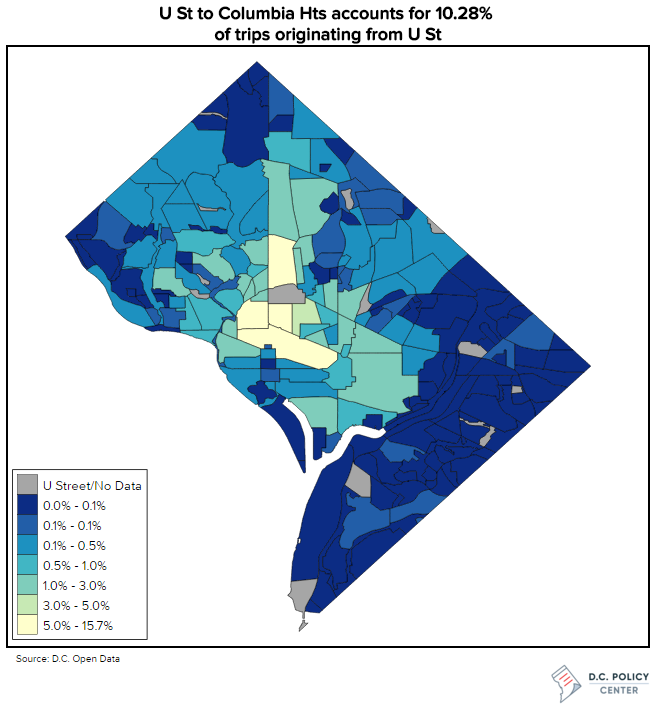 U St to Columbia Hts accounts for 10.28%
of trips originating from U St
U Street/No Data
0.0% - 0.1%
0.1% - 0.1%
0.1% - 0.5%
0.5% - 1.0%
1.0% - 3.0%
3.0% - 5.0%
5.0% - 15.7%
Source: D.C. Open Data
D.C. POLICY
CENTER